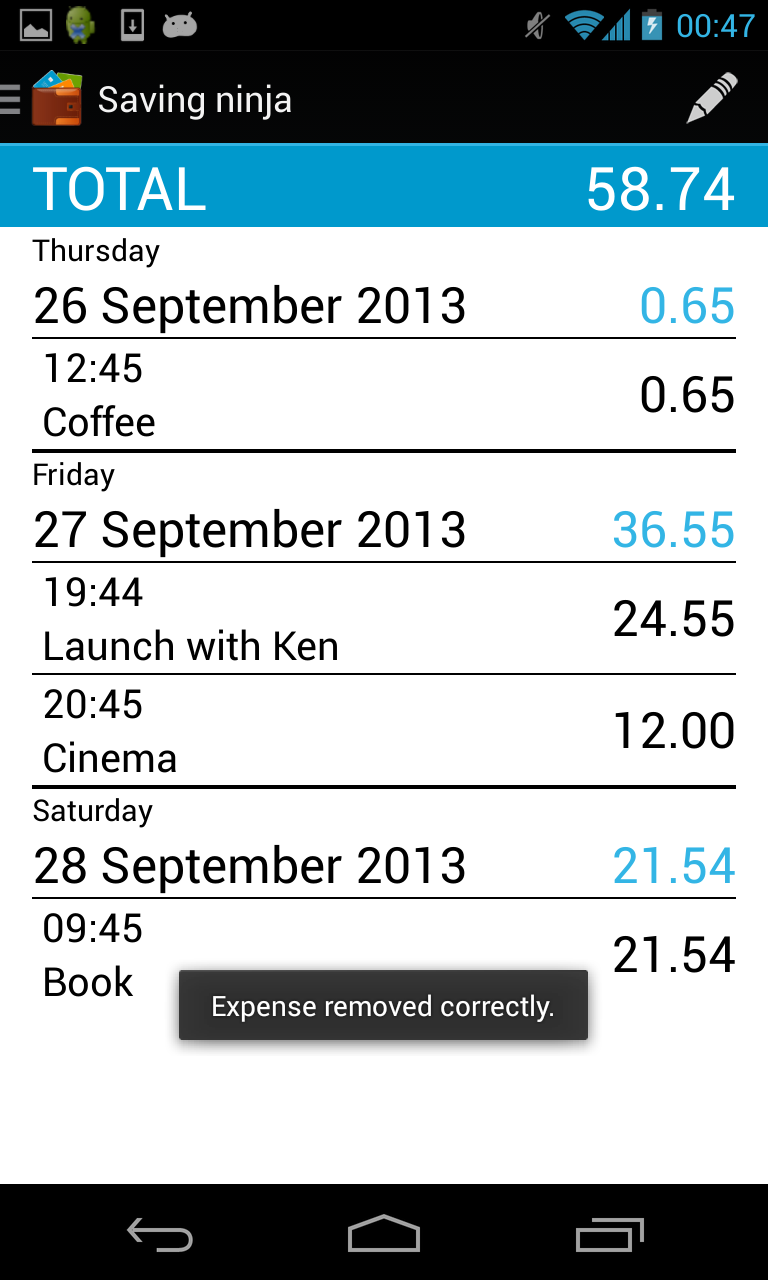 00:47
Saving ninja
TOTAL 58.74
Thursday
26 September 2013 0.65
12:45
Coffee 0.65
Friday
27 September 2013 36.55
19:44
Launch with Ken 24.55
20:45
Cinema 12.00
Saturday
28 September 2013 21.54
09:45
Book 21.54
Expense removed correctly.